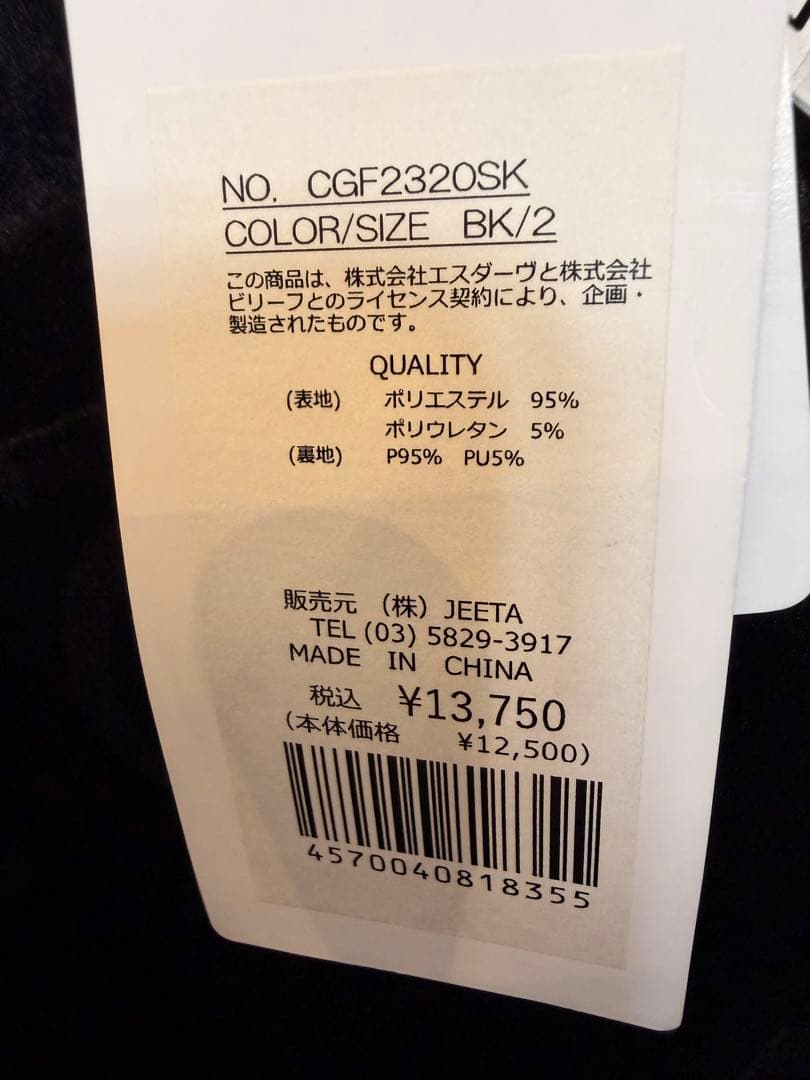 NO. CGF2320SK
COLOR/SIZE BK/2
この商品は、株式会社エスダーヴと株式会社
ビリーフとのライセンス契約により、企画・
製造されたものです。
QUALITY
(表地) ポリエステル 95%
ポリウレタン 5%
(裏地) P95% PU5%
販売元 (株) JEETA
TEL (03) 5829-3917
MADE IN CHINA
税込 ¥13,750
(本体価格 ¥12,500)
4570040818355